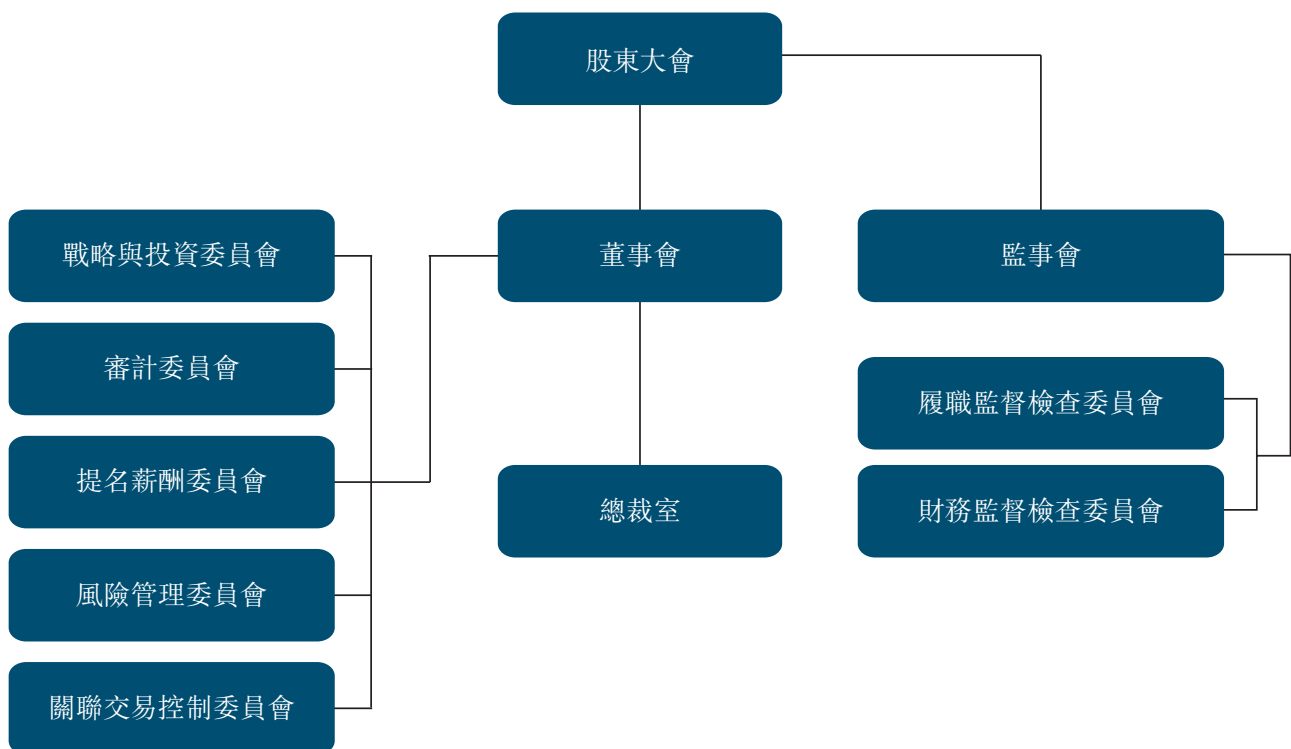 股東大會
戰略與投資委員會
董事會
監事會
審計委員會
履職監督檢查委員會
提名薪酬委員會
總裁室
財務監督檢查委員會
風險管理委員會
關聯交易控制委員會